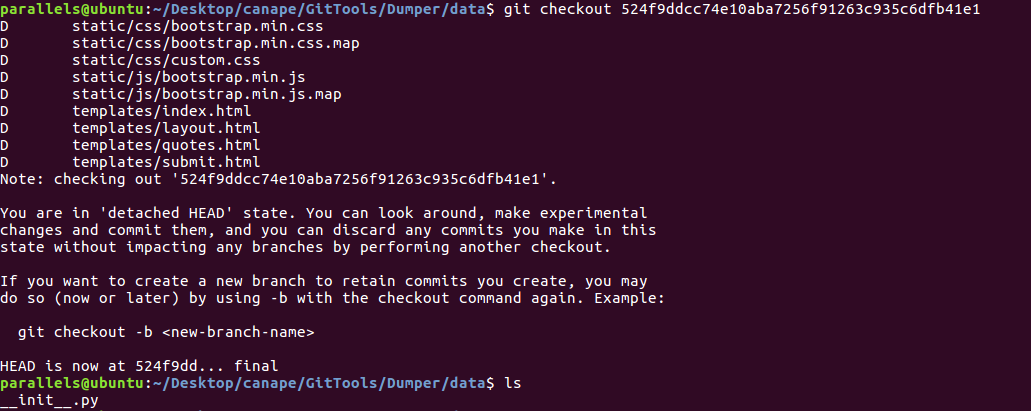 parallels@ubuntu:~/Desktop/canape/GitTools/Dumper/data$ git checkout 524f9ddcc74e10aba7256f91263c935c6dfb41e1
D       static/css/bootstrap.min.css
D       static/css/bootstrap.min.css.map
D       static/css/custom.css
D       static/js/bootstrap.min.js
D       static/js/bootstrap.min.js.map
D       templates/index.html
D       templates/layout.html
D       templates/quotes.html
D       templates/submit.html
Note: checking out '524f9ddcc74e10aba7256f91263c935c6dfb41e1'.
You are in 'detached HEAD' state. You can look around, make experimental
changes and commit them, and you can discard any commits you make in this
state without impacting any branches by performing another checkout.
If you want to create a new branch to retain commits you create, you may
do so (now or later) by using -b with the checkout command again. Example:
  git checkout -b <new-branch-name>
HEAD is now at 524f9dd... final
parallels@ubuntu:~/Desktop/canape/GitTools/Dumper/data$ ls
__init__.py